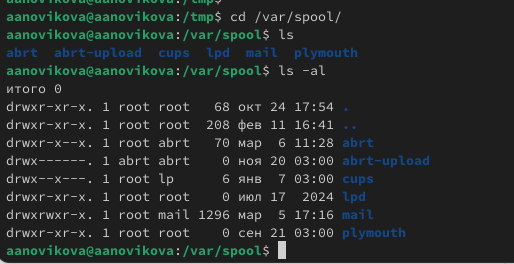 aanovikova@aanovikova:/tmp$
aanovikova@aanovikova:/tmp$ cd /var/spool/
aanovikova@aanovikova:/var/spool$ ls
abrt abrt-upload cups lpd mail plymouth
aanovikova@aanovikova:/var/spool$ ls -al
итого 0
drwxr-xr-x. 1 root root 68 окт 24 17:54 .
drwxr-xr-x. 1 root root 208 фев 11 16:41 ..
drwxr-x--x. 1 root abrt 70 мар 6 11:28 abrt
drwx------. 1 abrt abrt 0 ноя 20 03:00 abrt-upload
drwx--x---. 1 root lp 6 янв 7 03:00 cups
drwxr-xr-x. 1 root root 0 июл 17 2024 lpd
drwxrwxr-x. 1 root mail 1296 мар 5 17:16 mail
drwxr-xr-x. 1 root root 0 сен 21 03:00 plymouth
aanovikova@aanovikova:/var/spool$